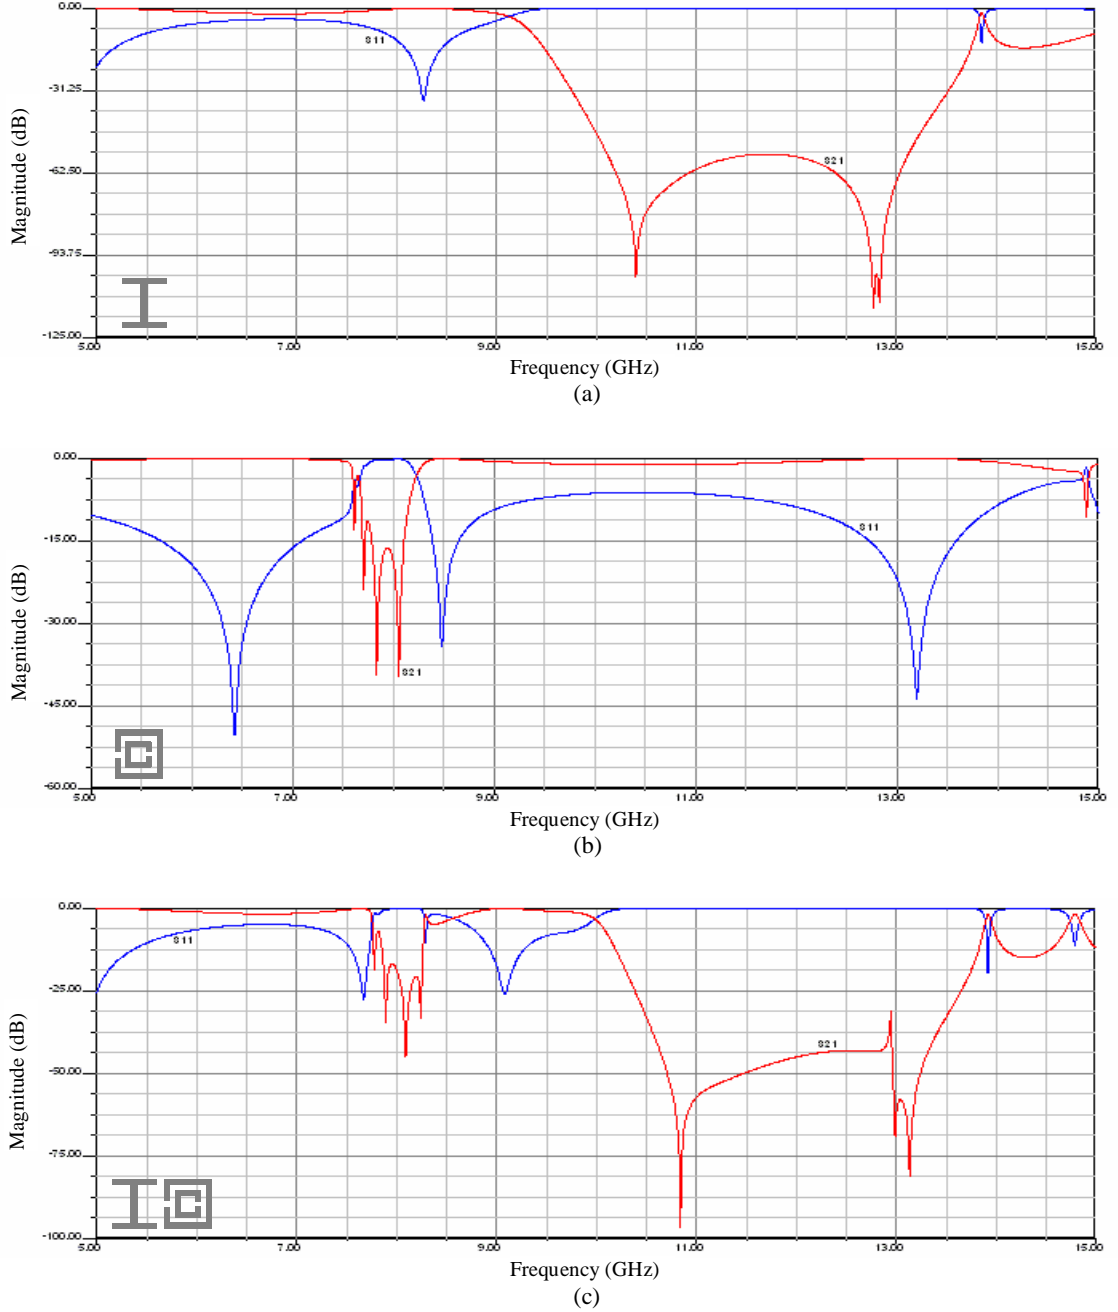 0.00
-31.25
-62.50
-93.75
-125.00
Magnitude (dB)
S11
S21
5.00 7.00 9.00 11.00 13.00 15.00
Frequency (GHz)
(a)
0.00
-15.00
-30.00
-45.00
-60.00
Magnitude (dB)
S11
S21
5.00 7.00 9.00 11.00 13.00 15.00
Frequency (GHz)
(b)
0.00
-25.00
-50.00
-75.00
-100.00
Magnitude (dB)
S11
S21
5.00 7.00 9.00 11.00 13.00 15.00
Frequency (GHz)
(c)